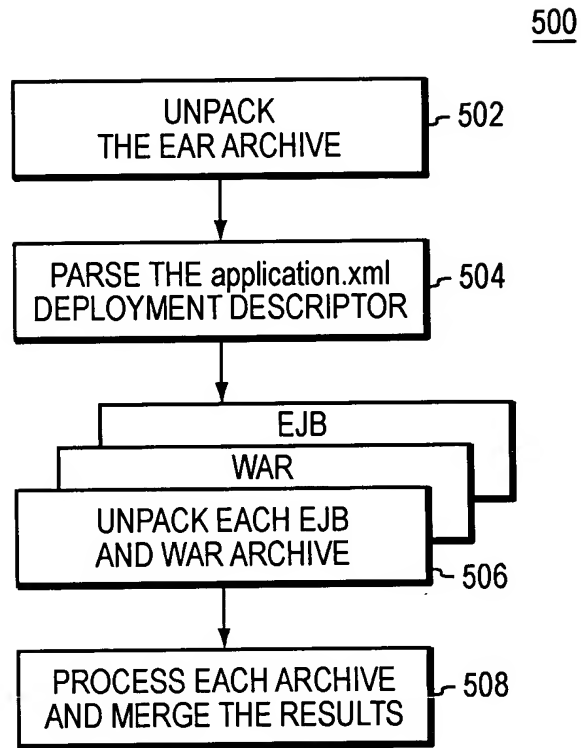 500
UNPACK
THE EAR ARCHIVE
502
PARSE THE application.xml
DEPLOYMENT DESCRIPTOR
504
EJB
WAR
UNPACK EACH EJB
AND WAR ARCHIVE
506
PROCESS EACH ARCHIVE
AND MERGE THE RESULTS
508